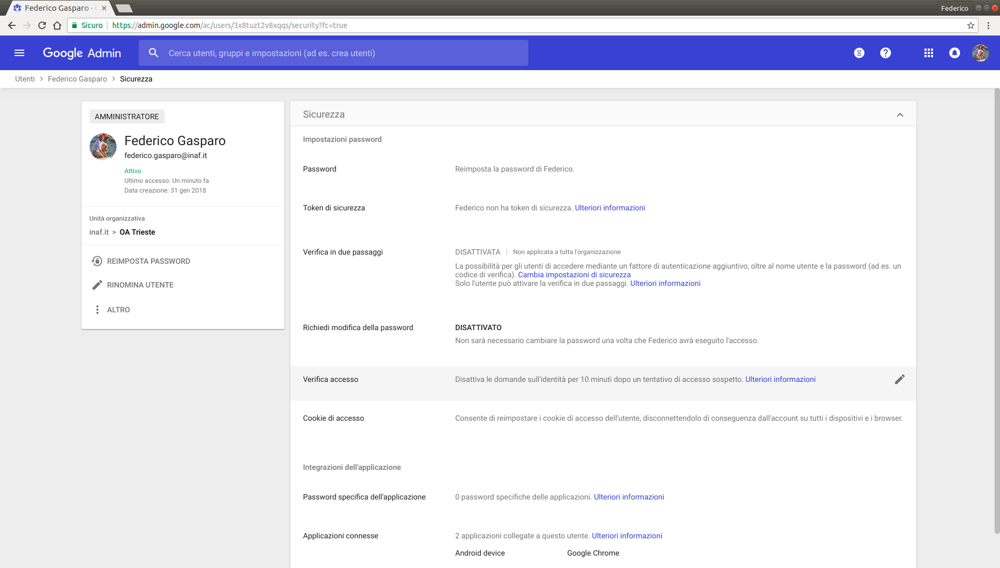 Federico Gasparo -
Federico
Sicuro
https://admin.google.com/ac/users/3x8tuzt2v8xqqs/security?fc=true
Google Admin
Cerca utenti, gruppi e impostazioni (ad es. crea utenti)
Utenti > Federico Gasparo > Sicurezza
AMMINISTRATORE
Federico Gasparo
federico.gasparo@inaf.it
Attivo
Ultimo accesso: Un minuto fa
Data creazione: 31 gen 2018
Unità organizzativa
inaf.it > OA Trieste
REIMPOSTA PASSWORD
RINOMINA UTENTE
ALTRO
Sicurezza
Impostazioni password
Password
Reimposta la password di Federico.
Token di sicurezza
Federico non ha token di sicurezza. Ulteriori informazioni
Verifica in due passaggi
DISATTIVATA | Non applicata a tutta l'organizzazione
La possibilità per gli utenti di accedere mediante un fattore di autenticazione aggiuntivo, oltre al nome utente e la password (ad es. un
codice di verifica). Cambia impostazioni di sicurezza
Solo l'utente può attivare la verifica in due passaggi. Ulteriori informazioni
Richiedi modifica della password
DISATTIVATO
Non sarà necessario cambiare la password una volta che Federico avrà eseguito l'accesso.
Verifica accesso
Disattiva le domande sull'identità per 10 minuti dopo un tentativo di accesso sospetto. Ulteriori informazioni
Cookie di accesso
Consente di reimpostare i cookie di accesso dell'utente, disconnettendolo di conseguenza dall'account su tutti i dispositivi e i browser.
Integrazioni dell'applicazione
Password specifica dell'applicazione
0 password specifiche delle applicazioni. Ulteriori informazioni
Applicazioni connesse
2 applicazioni collegate a questo utente. Ulteriori informazioni
Android device
Google Chrome